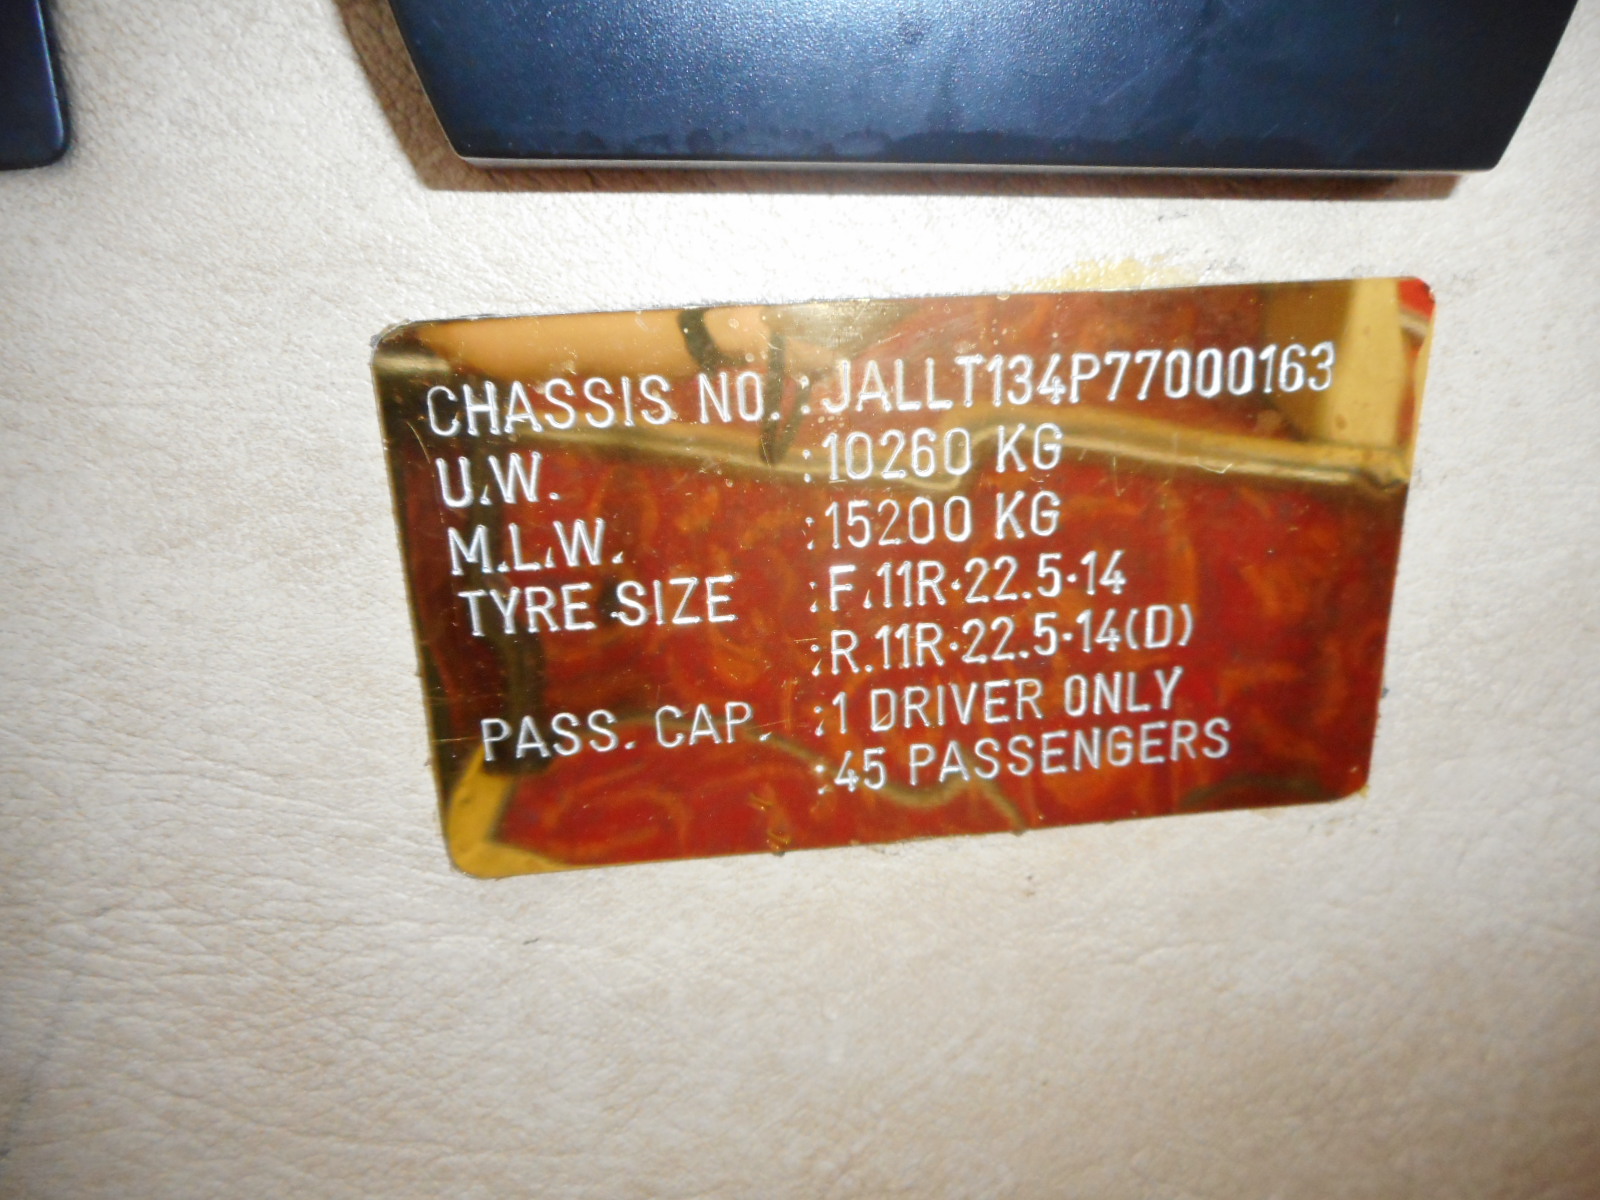 CHASSIS NO. : JALLT134P77000163
U.W. : 10260 KG
M.L.W. : 15200 KG
TYRE SIZE : F.11R·22.5·14
: R.11R·22.5·14(D)
PASS. CAP. : 1 DRIVER ONLY
: 45 PASSENGERS